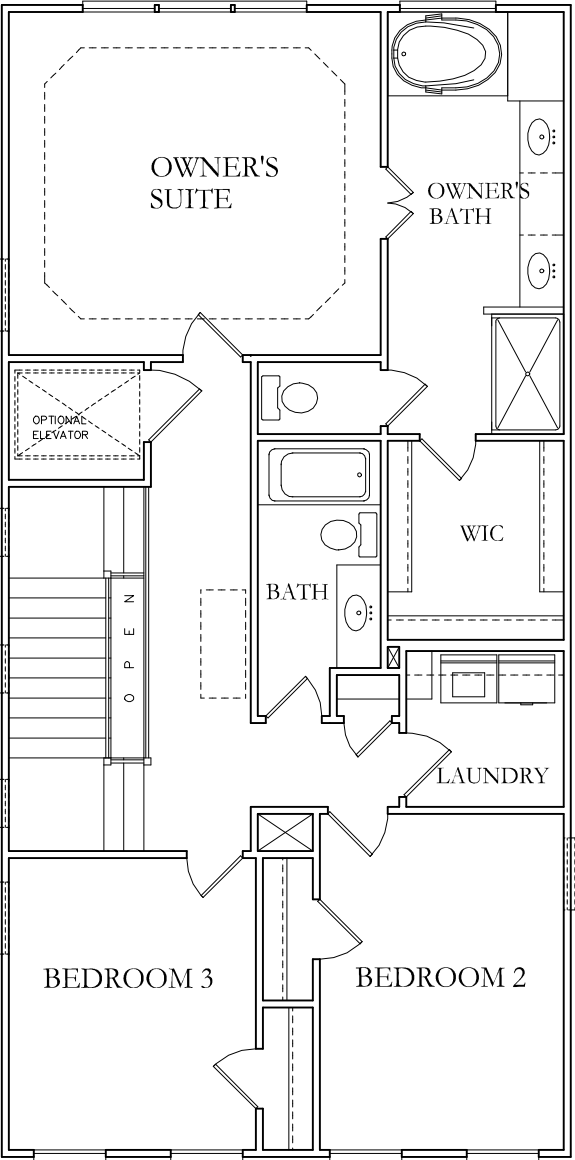 OWNER'S
SUITE
OWNER'S
BATH
OPTIONAL
ELEVATOR
WIC
BATH
OPEN
LAUNDRY
BEDROOM 3
BEDROOM 2